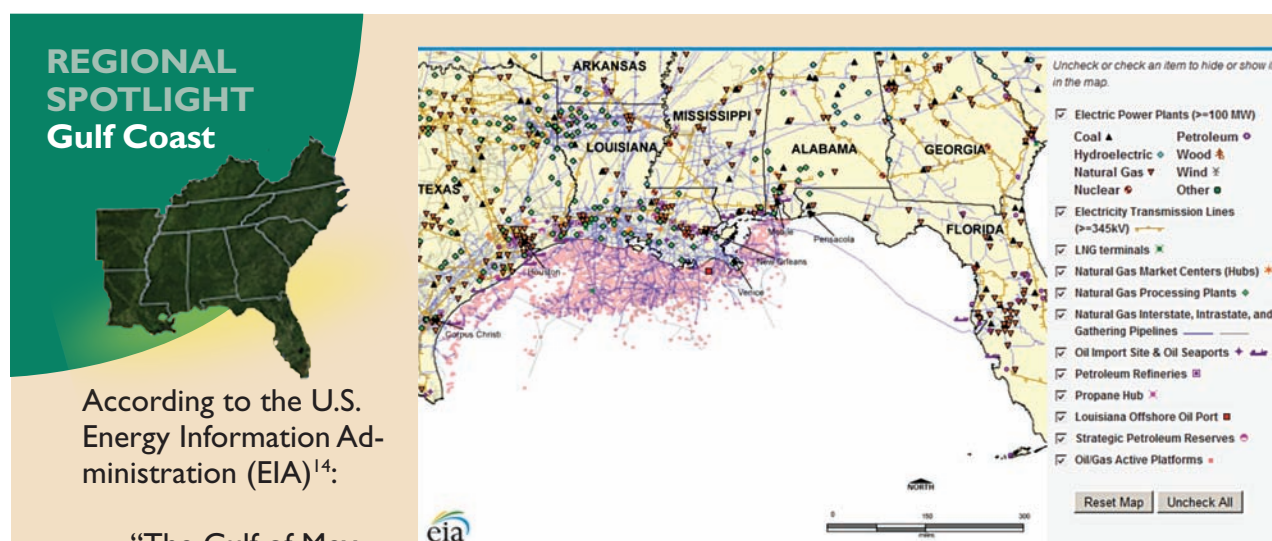 REGIONAL
SPOTLIGHT
Gulf Coast
According to the U.S.
Energy Information Ad-
ministration (EIA)14:
ARKANSAS
MISSISSIPPI
LOUISIANA
ALABAMA
GEORGIA
TEXAS
FLORIDA
Mobile
Pensacola
New Orleans
Houston
Venice
Corpus Christi
NORTH
0 150 300
miles
eia
Uncheck or check an item to hide or show i
in the map.
Electric Power Plants (>=100 MW)
Coal Petroleum
Hydroelectric Wood
Natural Gas Wind
Nuclear Other
Electricity Transmission Lines
(>=345kV)
LNG terminals
Natural Gas Market Centers (Hubs)
Natural Gas Processing Plants
Natural Gas Interstate, Intrastate, and
Gathering Pipelines
Oil Import Site & Oil Seaports
Petroleum Refineries
Propane Hub
Louisiana Offshore Oil Port
Strategic Petroleum Reserves
Oil/Gas Active Platforms
Reset Map Uncheck All